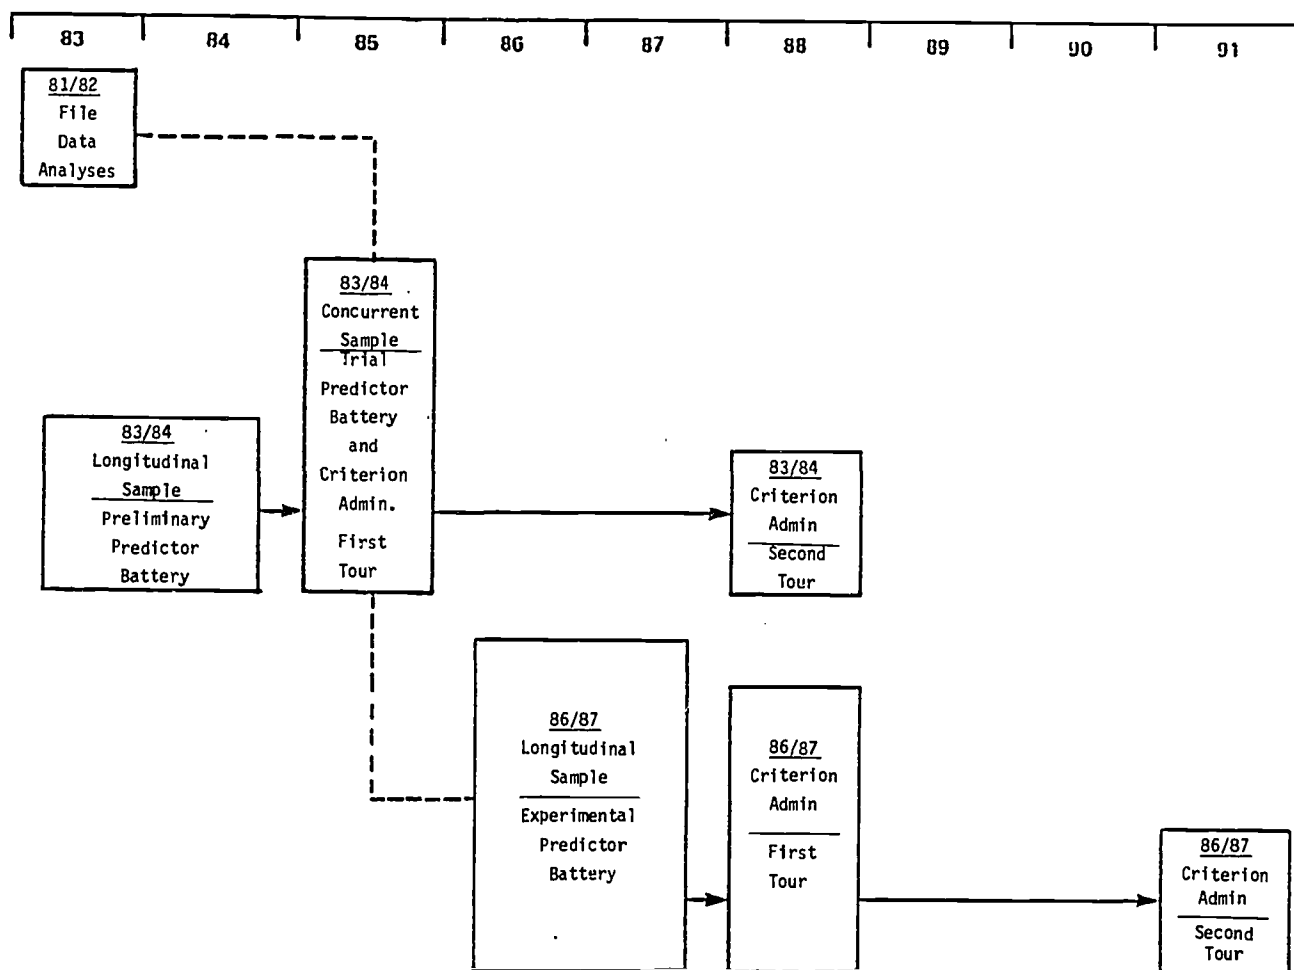 83 84 85 86 87 88 89 90 91
81/82
File
Data
Analyses
83/84
Concurrent
Sample
Trial
Predictor
Battery
and
Criterion
Admin.
First
Tour
83/84
Longitudinal
Sample
Preliminary
Predictor
Battery
83/84
Criterion
Admin
Second
Tour
86/87
Longitudinal
Sample
Experimental
Predictor
Battery
86/87
Criterion
Admin
First
Tour
86/87
Criterion
Admin
Second
Tour